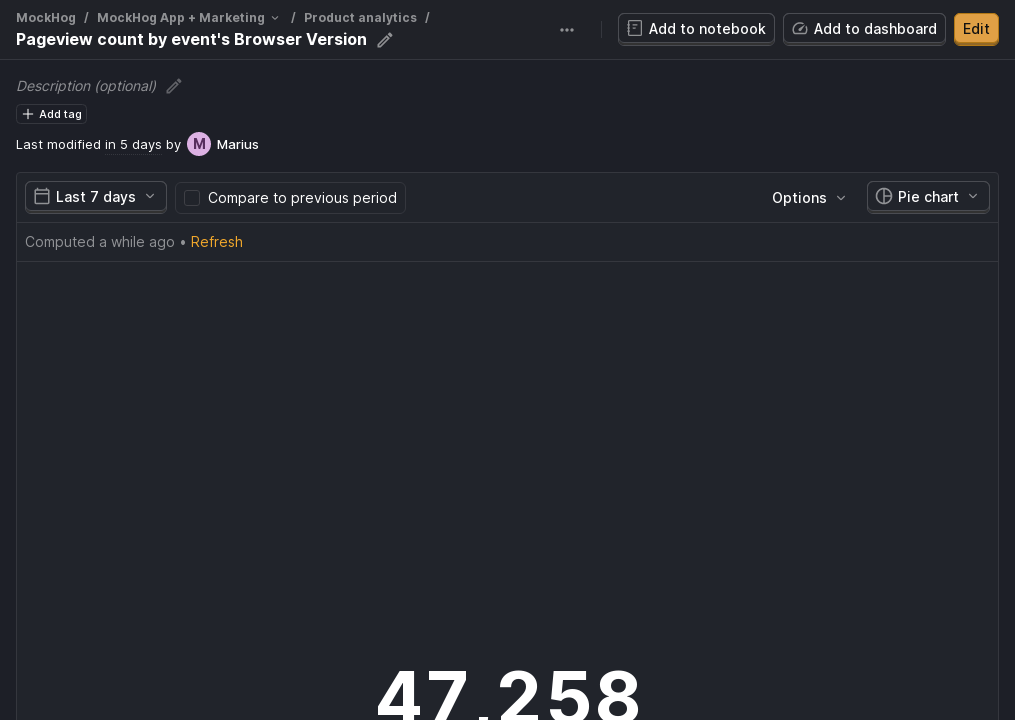 MockHog / MockHog App + Marketing / Product analytics /
Pageview count by event's Browser Version
Add to notebook
Add to dashboard
Edit
Description (optional)
Add tag
Last modified in 5 days by M Marius
Last 7 days
Compare to previous period
Options
Pie chart
Computed a while ago • Refresh
47,258